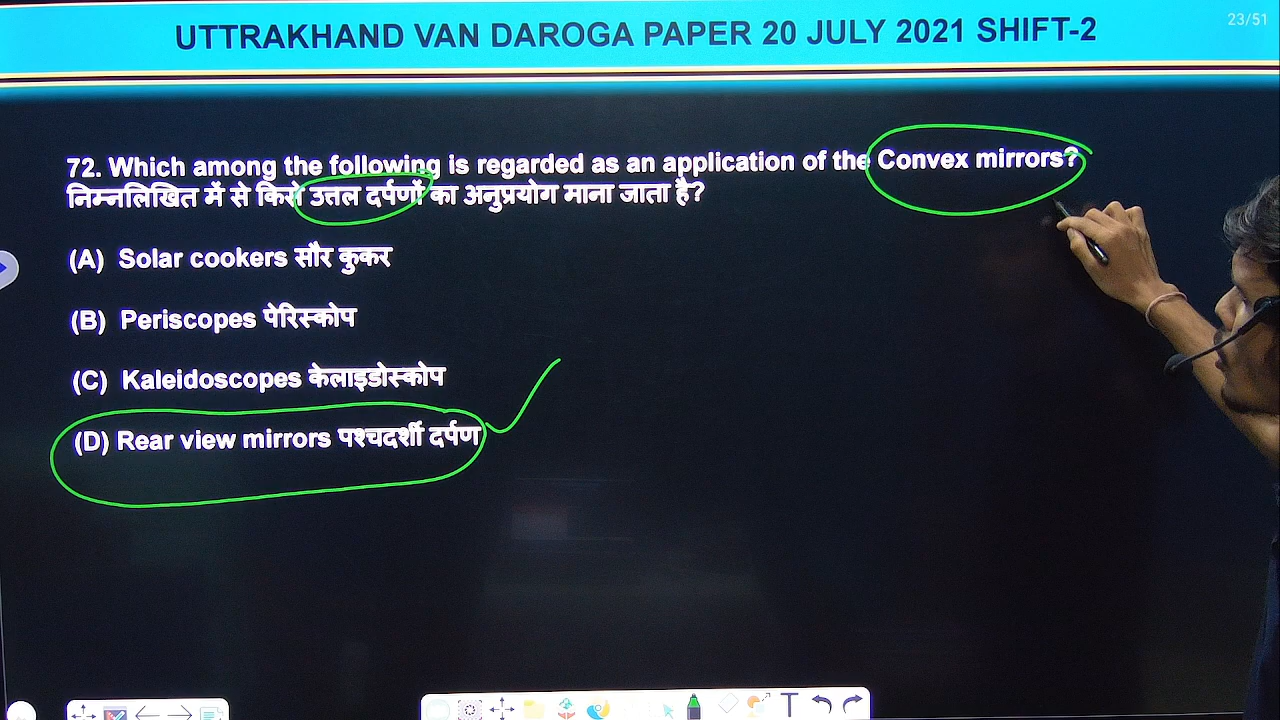 23/51
UTTRAKHAND VAN DAROGA PAPER 20 JULY 2021 SHIFT-2
72. Which among the following is regarded as an application of the Convex mirrors?
निम्नलिखित में से किसे उत्तल दर्पणों का अनुप्रयोग माना जाता है?
(A) Solar cookers सौर कुकर
(B) Periscopes पेरिस्कोप
(C) Kaleidoscopes केलाइडोस्कोप
(D) Rear view mirrors पश्चदर्शी दर्पण
T